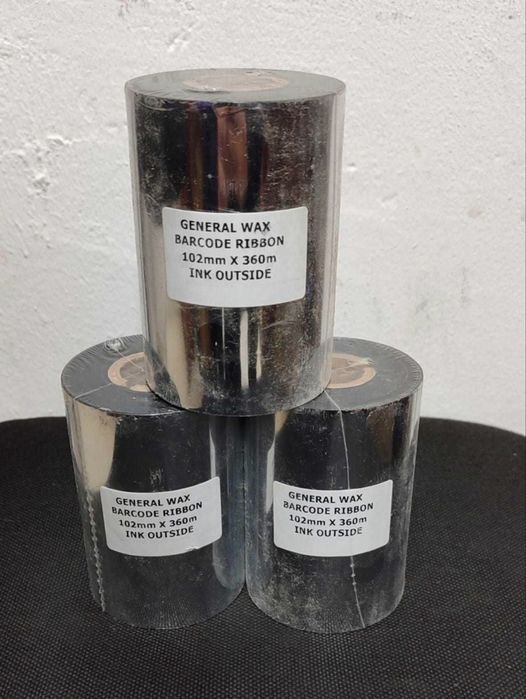 GENERAL WAX
BARCODE RIBBON
102mm X 360m
INK OUTSIDE
GENERAL WAX
BARCODE RIBBON
102mm X 360m
INK OUTSIDE
GENERAL WAX
BARCODE RIBBON
102mm X 360m
INK OUTSIDE